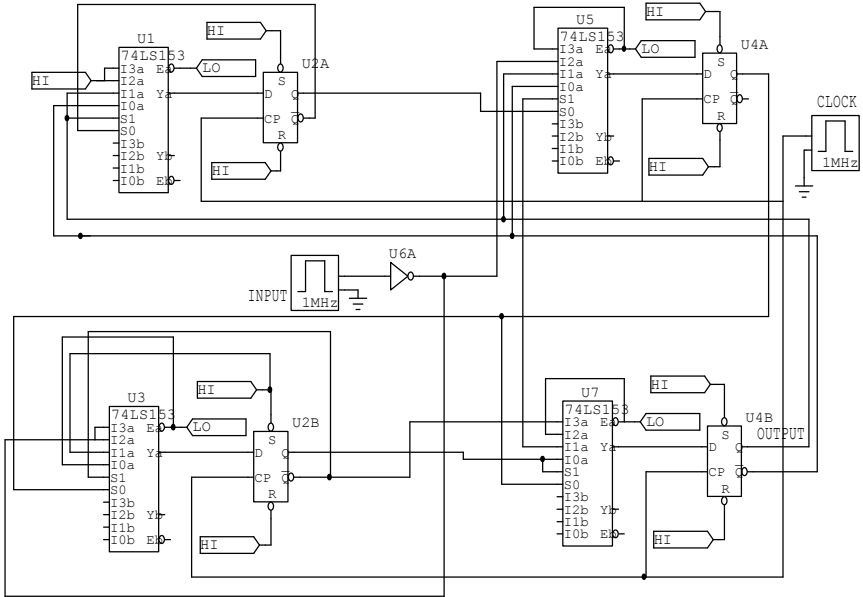 U1
74LS153
I3a Ea
I2a
I1a Ya
I0a
S1
S0
I3b
I2b Yb
I1b
I0b Eb
HI
LO
HI
U2A
S
D Q
CP Q
R
HI
U5
74LS153
I3a Ea
I2a
I1a Ya
I0a
S1
S0
I3b
I2b Yb
I1b
I0b Eb
LO
HI
U4A
S
D Q
CP Q
R
HI
CLOCK
1MHz
INPUT
1MHz
U6A
U3
74LS153
I3a Ea
I2a
I1a Ya
I0a
S1
S0
I3b
I2b Yb
I1b
I0b Eb
LO
HI
U2B
S
D Q
CP Q
R
HI
U7
74LS153
I3a Ea
I2a
I1a Ya
I0a
S1
S0
I3b
I2b Yb
I1b
I0b Eb
LO
HI
U4B
OUTPUT
S
D Q
CP Q
R
HI